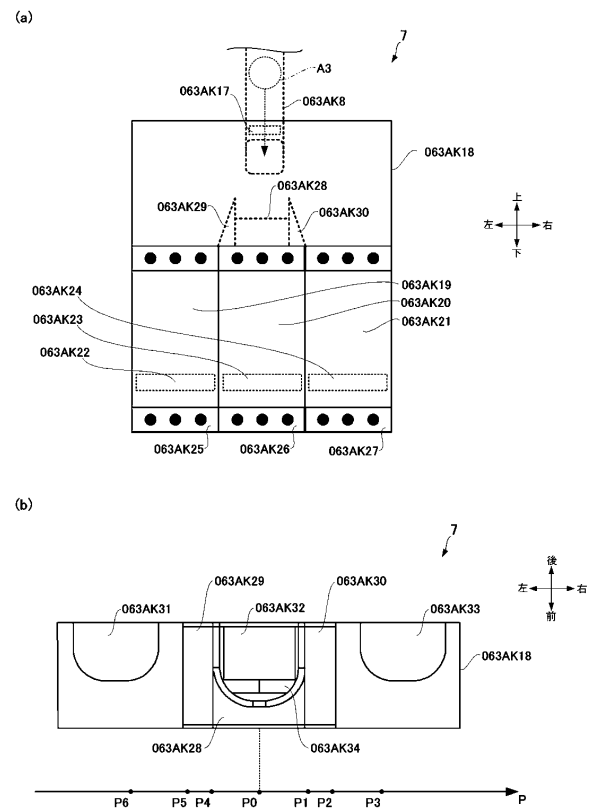 (a)
7
A3
063AK17
063AK8
063AK18
063AK28
063AK29
063AK30
上
左 右
下
063AK24
063AK19
063AK23
063AK20
063AK22
063AK21
063AK25
063AK26
063AK27
(b)
7
後
左 右
前
063AK29
063AK30
063AK31
063AK32
063AK33
063AK18
063AK28
063AK34
P6 P5 P4 P0 P1 P2 P3 P